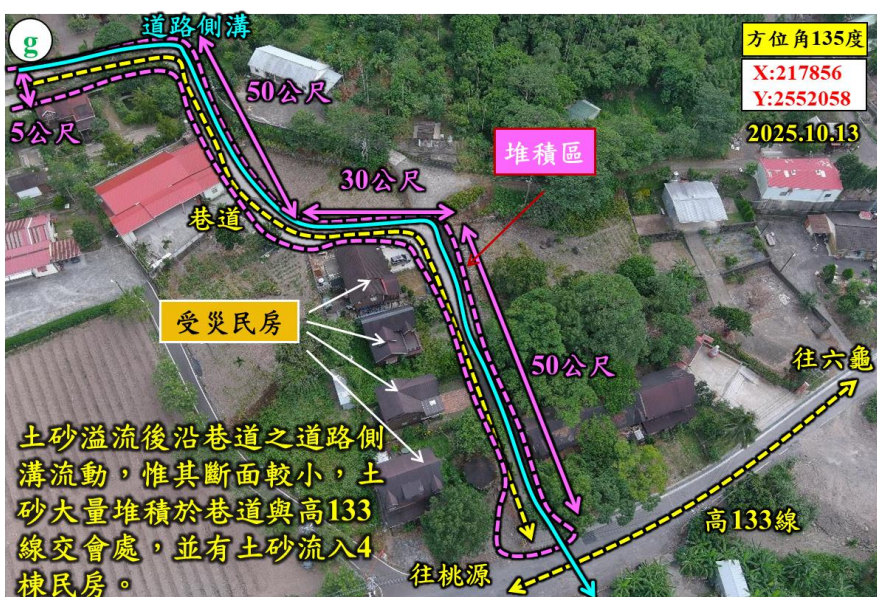 g
道路側溝
方位角135度
X:217856
Y:2552058
2025.10.13
50公尺
5公尺
堆積區
30公尺
巷道
受災民房
50公尺
往六龜
土砂溢流後沿巷道之道路側
溝流動，惟其斷面較小，土
砂大量堆積於巷道與高133
線交會處，並有土砂流入4
棟民房。
高133線
往桃源